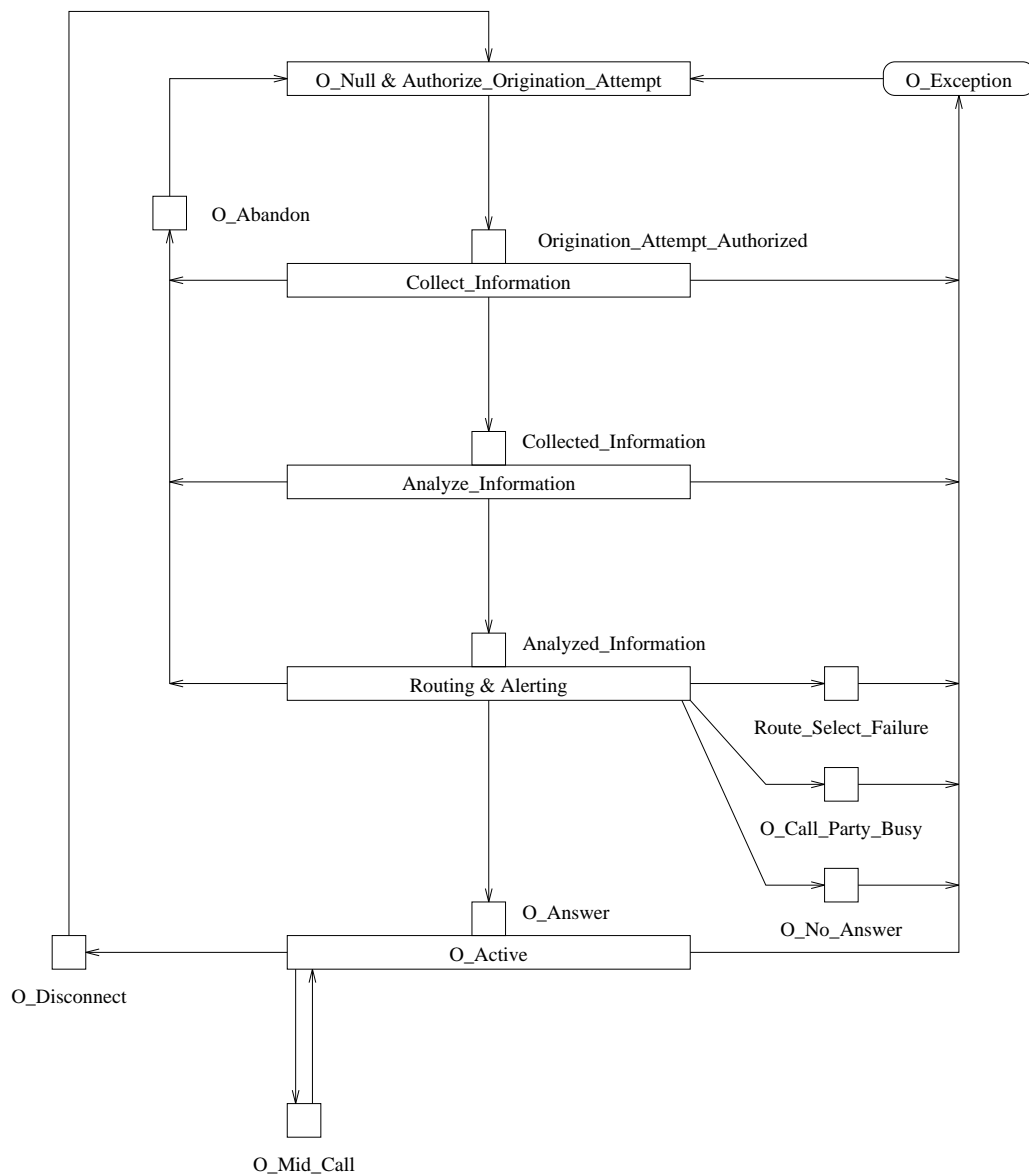 O_Null & Authorize_Origination_Attempt
O_Exception
O_Abandon
Origination_Attempt_Authorized
Collect_Information
Collected_Information
Analyze_Information
Analyzed_Information
Routing & Alerting
Route_Select_Failure
O_Call_Party_Busy
O_Answer
O_No_Answer
O_Active
O_Disconnect
O_Mid_Call